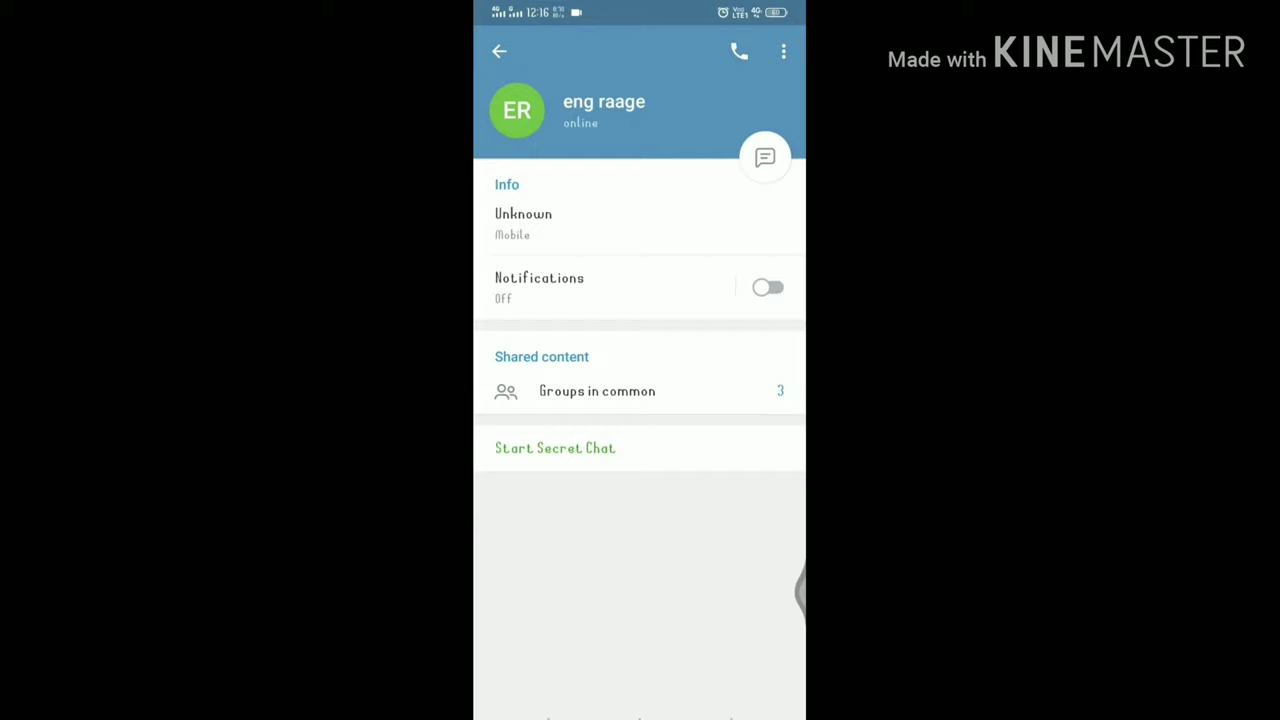 12:16
Made with KINEMASTER
ER
eng raage
online
Info
Unknown
Mobile
Notifications
Off
Shared content
Groups in common 3
Start Secret Chat